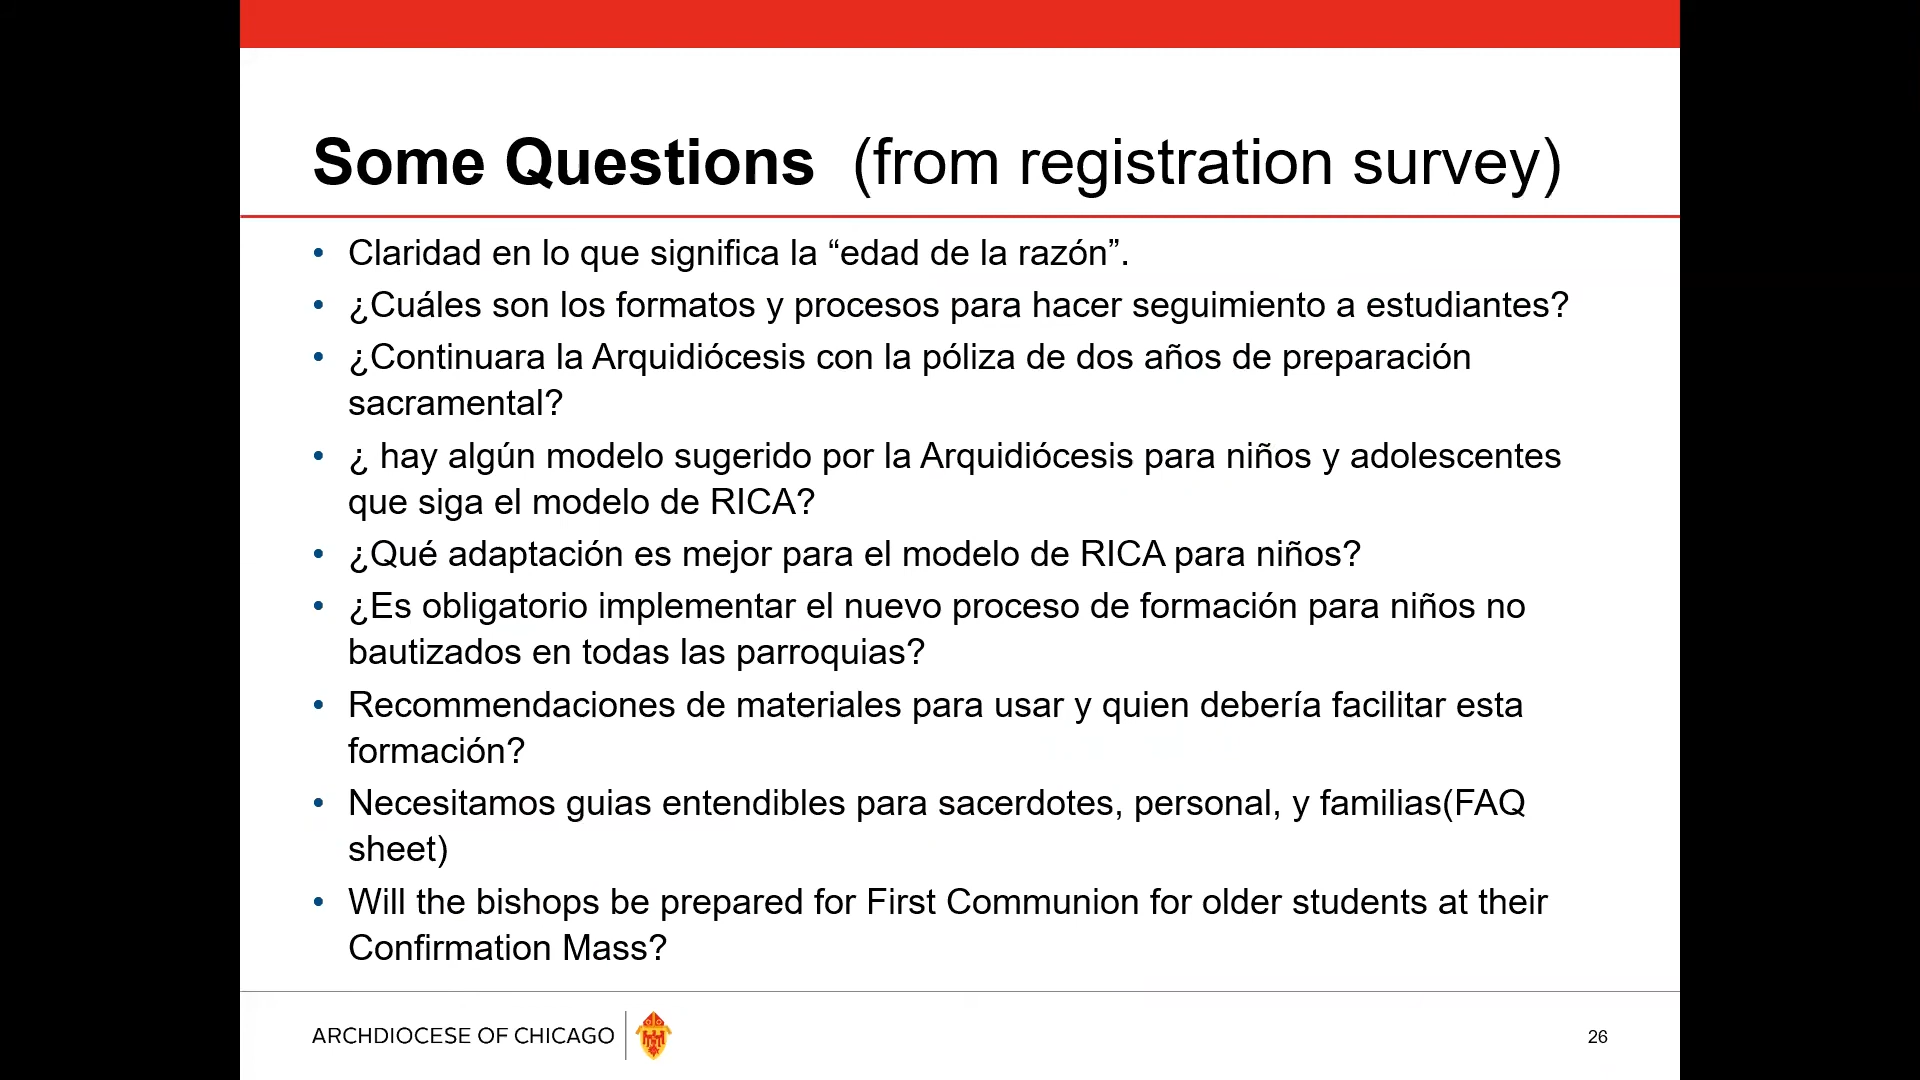 Some Questions (from registration survey)
• Claridad en lo que significa la “edad de la razón”.
• ¿Cuáles son los formatos y procesos para hacer seguimiento a estudiantes?
• ¿Continuara la Arquidiócesis con la póliza de dos años de preparación
sacramental?
• ¿ hay algún modelo sugerido por la Arquidiócesis para niños y adolescentes
que siga el modelo de RICA?
• ¿Qué adaptación es mejor para el modelo de RICA para niños?
• ¿Es obligatorio implementar el nuevo proceso de formación para niños no
bautizados en todas las parroquias?
• Recommendaciones de materiales para usar y quien debería facilitar esta
formación?
• Necesitamos guias entendibles para sacerdotes, personal, y familias(FAQ
sheet)
• Will the bishops be prepared for First Communion for older students at their
Confirmation Mass?
ARCHDIOCESE OF CHICAGO
26